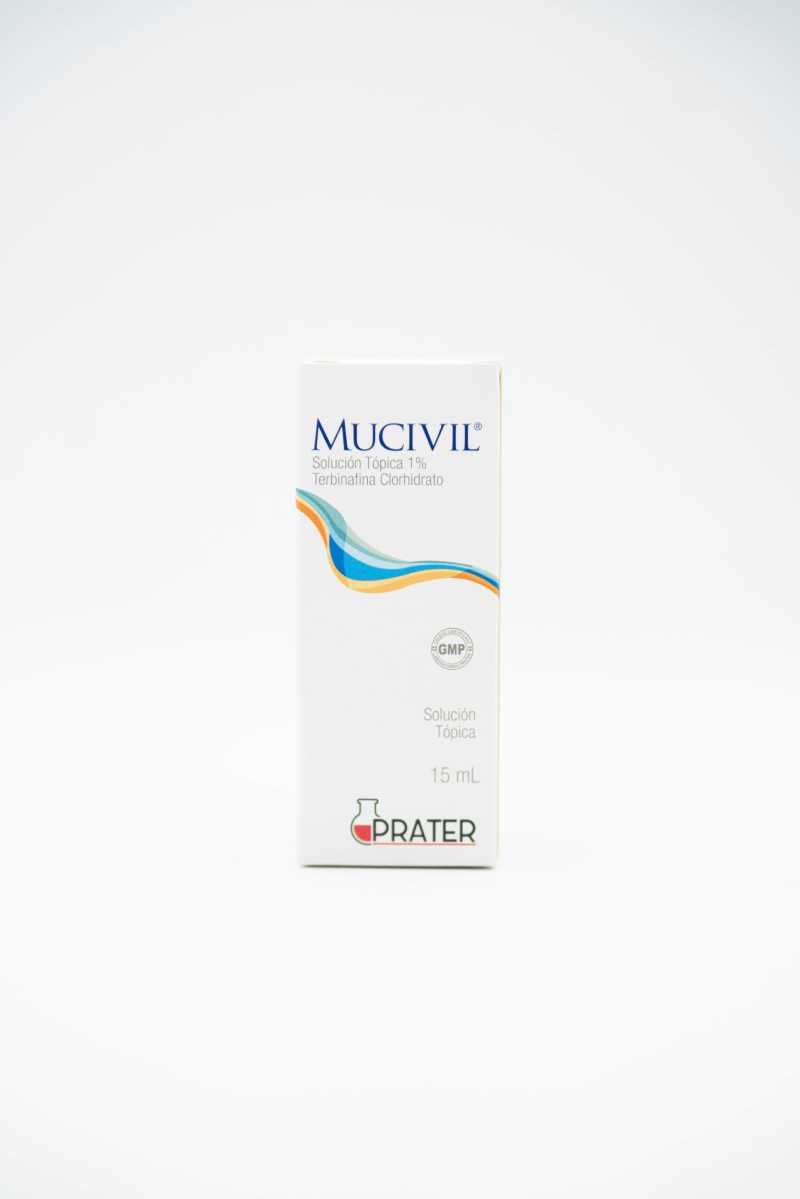 MUCIVIL®
Solución Tópica 1%
Terbinafina Clorhidrato
GMP
Solución
Tópica
15 mL
PRATER